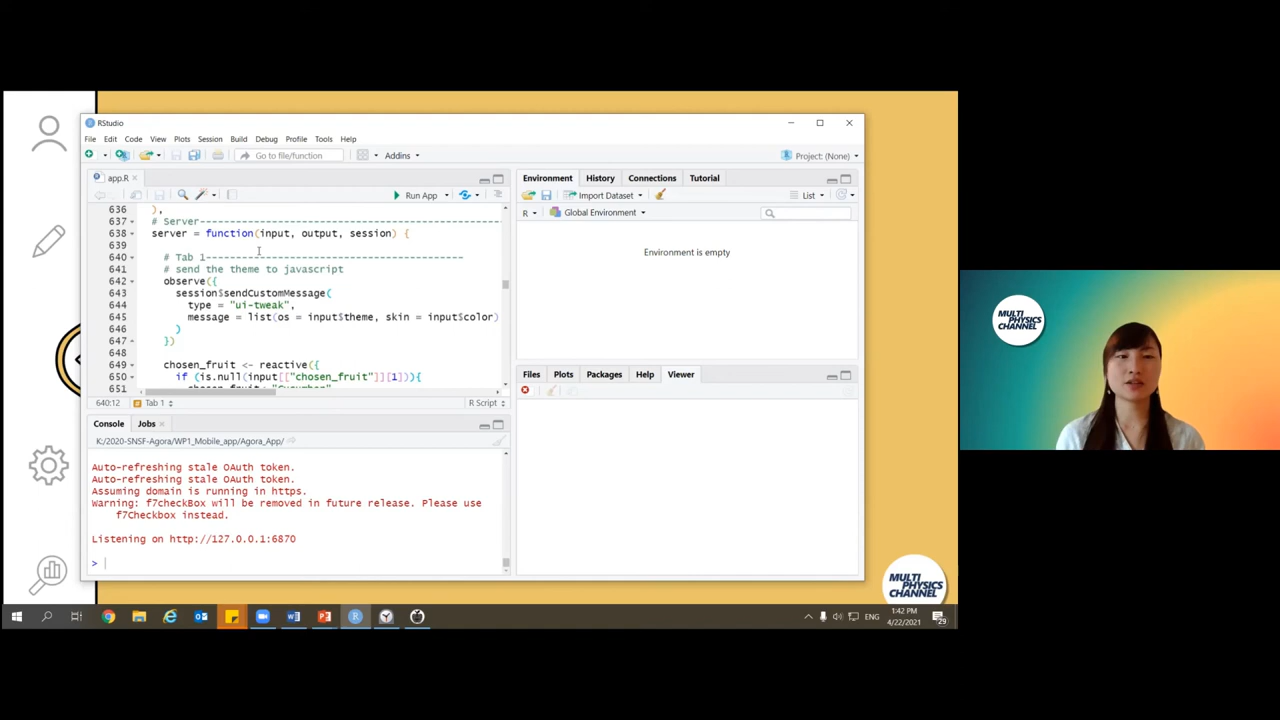 RStudio
File Edit Code View Plots Session Build Debug Profile Tools Help
Go to file/function Addins Project: (None)
app.R
Run App
636 ),
637 # Server--------------------------------------------------
638 server = function(input, output, session) {
639
640 # Tab 1-------------------------------------------
641 # send the theme to javascript
642 observe({
643 session$sendCustomMessage(
644 type = "ui-tweak",
645 message = list(os = input$theme, skin = input$color)
646 )
647 })
648
649 chosen_fruit <- reactive({
650 if (is.null(input[["chosen_fruit"]][1])){
651
640:12 Tab 1 R Script
Console Jobs
K:/2020-SNSF-Agora/WP1_Mobile_app/Agora_App/
Auto-refreshing stale OAuth token.
Auto-refreshing stale OAuth token.
Assuming domain is running in https.
Warning: f7checkBox will be removed in future release. Please use
f7Checkbox instead.
Listening on http://127.0.0.1:6870
>
Environment History Connections Tutorial
Import Dataset List
R Global Environment
Environment is empty
Files Plots Packages Help Viewer
MULTI
PHYSICS
CHANNEL
ENG
1:42 PM
4/22/2021
29
MULTI
PHYSICS
CHANNEL